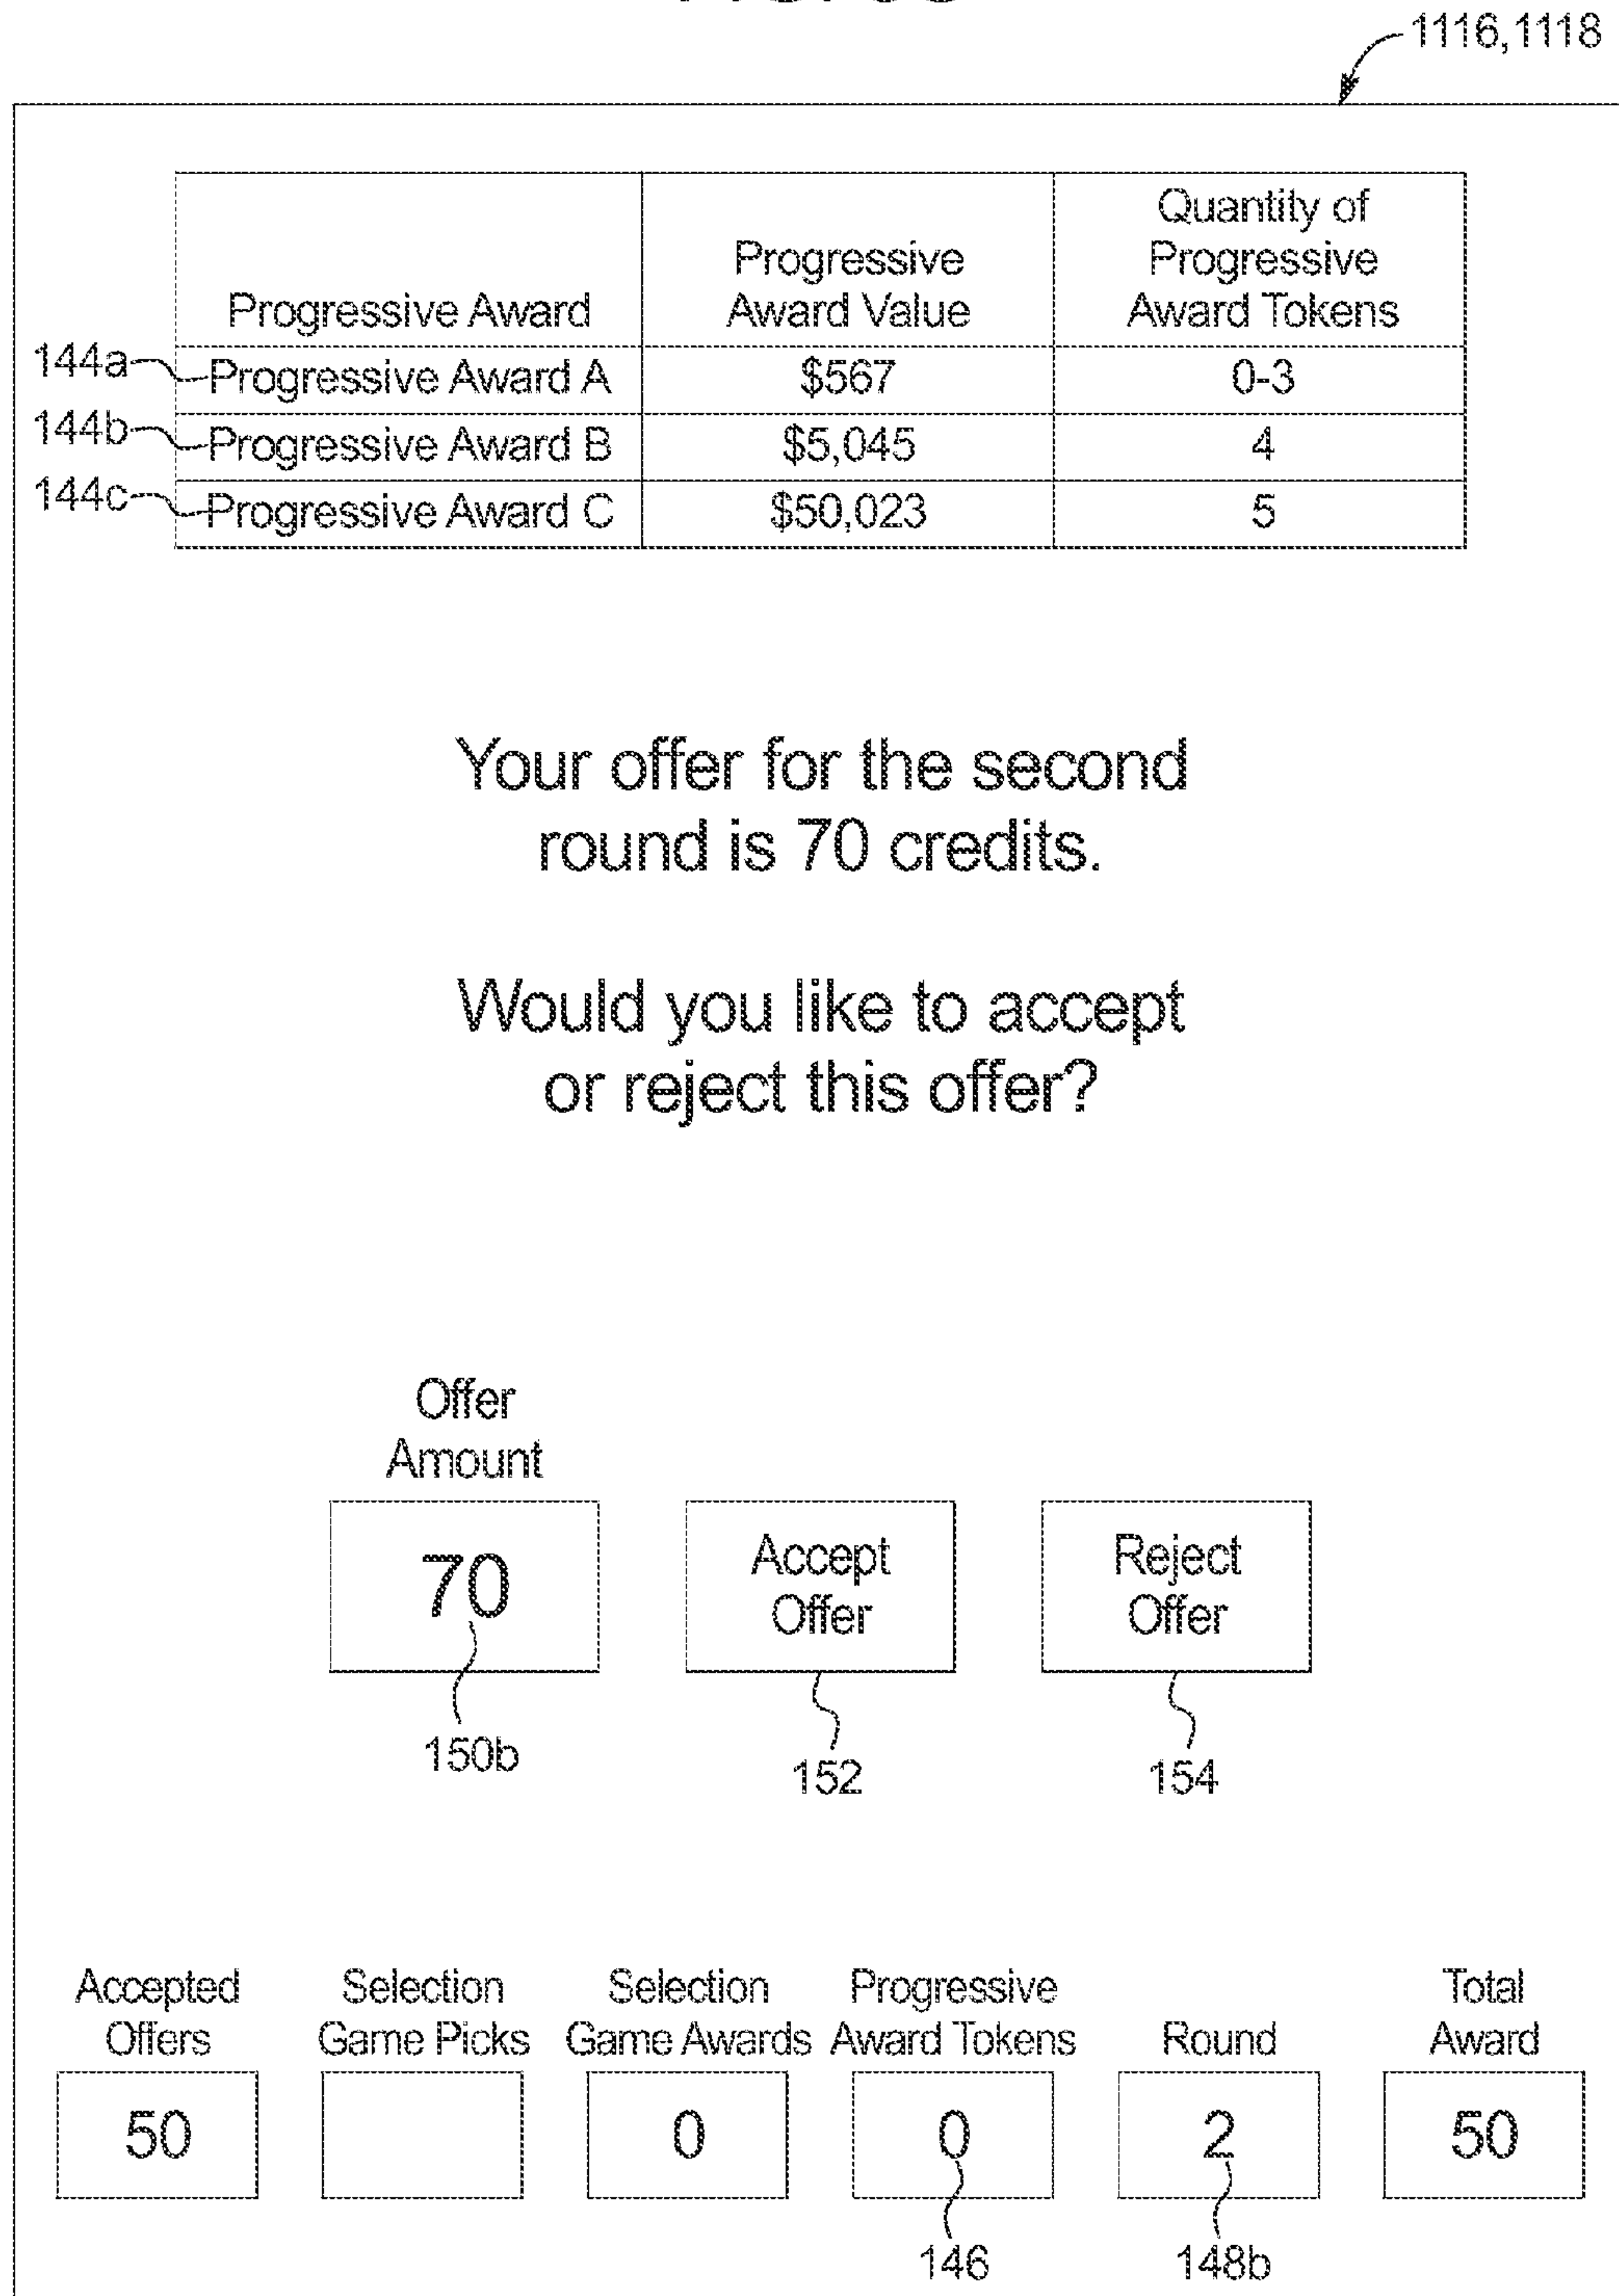 1116,1118
Quantity of
Progressive Progressive
Progressive Award Award Value Award Tokens
144a Progressive Award A $567 0-3
144b Progressive Award B $5,045 4
144c Progressive Award C $50,023 5
Your offer for the second
round is 70 credits.
Would you like to accept
or reject this offer?
Offer
Amount
70 Accept Offer Reject Offer
150b 152 154
Accepted Selection Selection Progressive Total
Offers Game Picks Game Awards Award Tokens Round Award
50 0 0 2 50
146 148b